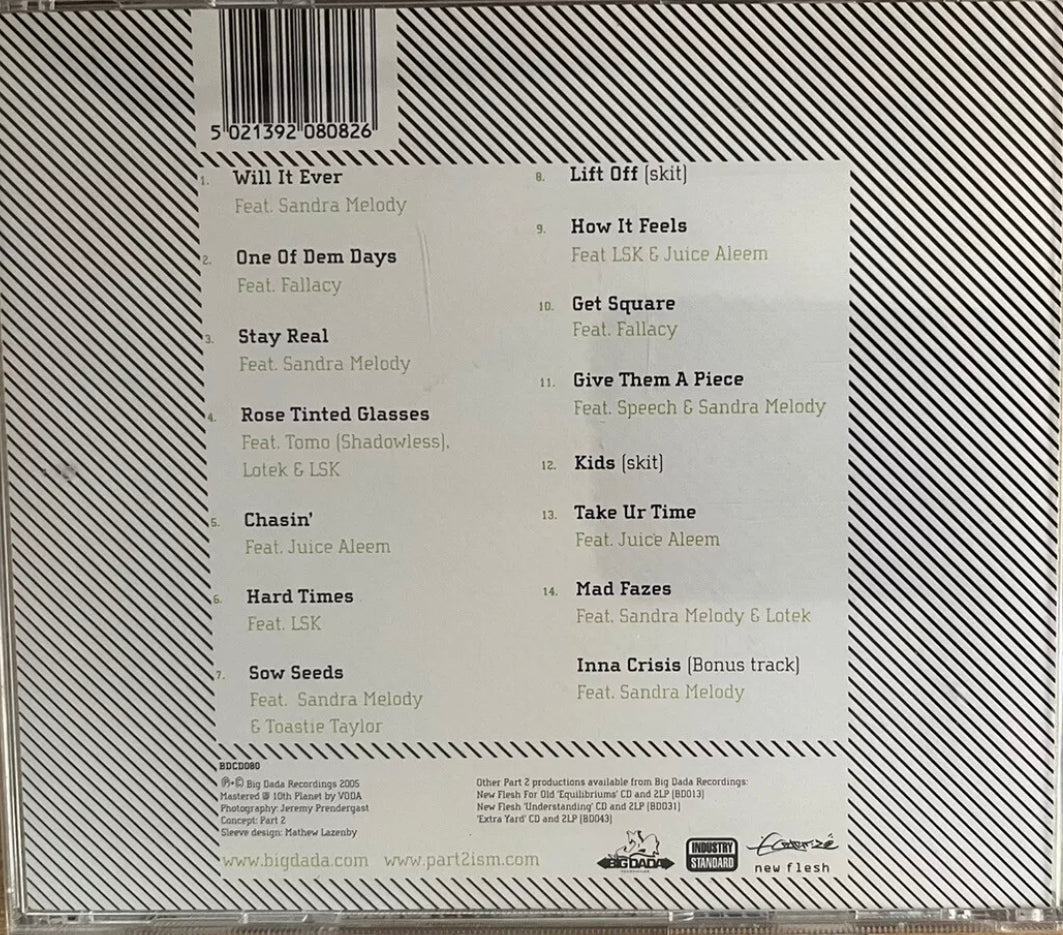 5 021392 080826
1. Will It Ever
Feat. Sandra Melody
2. One Of Dem Days
Feat. Fallacy
3. Stay Real
Feat. Sandra Melody
4. Rose Tinted Glasses
Feat. Tomo (Shadowless),
Lotek & LSK
5. Chasin'
Feat. Juice Aleem
6. Hard Times
Feat. LSK
7. Sow Seeds
Feat. Sandra Melody
& Toastie Taylor
8. Lift Off (skit)
9. How It Feels
Feat LSK & Juice Aleem
10. Get Square
Feat. Fallacy
11. Give Them A Piece
Feat. Speech & Sandra Melody
12. Kids (skit)
13. Take Ur Time
Feat. Juice Aleem
14. Mad Fazes
Feat. Sandra Melody & Lotek
Inna Crisis (Bonus track)
Feat. Sandra Melody
BDCD080
℗+© Big Dada Recordings 2005
Mastered @ 10th Planet by VODA
Photography: Jeremy Prendergast
Concept: Part 2
Sleeve design: Mathew Lazenby
www.bigdada.com www.part2ism.com
Other Part 2 productions available from Big Dada Recordings:
New Flesh For Old 'Equilibriums' CD and 2LP (BD013)
New Flesh 'Understanding' CD and 2LP (BD031)
'Extra Yard' CD and 2LP (BD043)
BIG DADA
INDUSTRY
STANDARD
new flesh